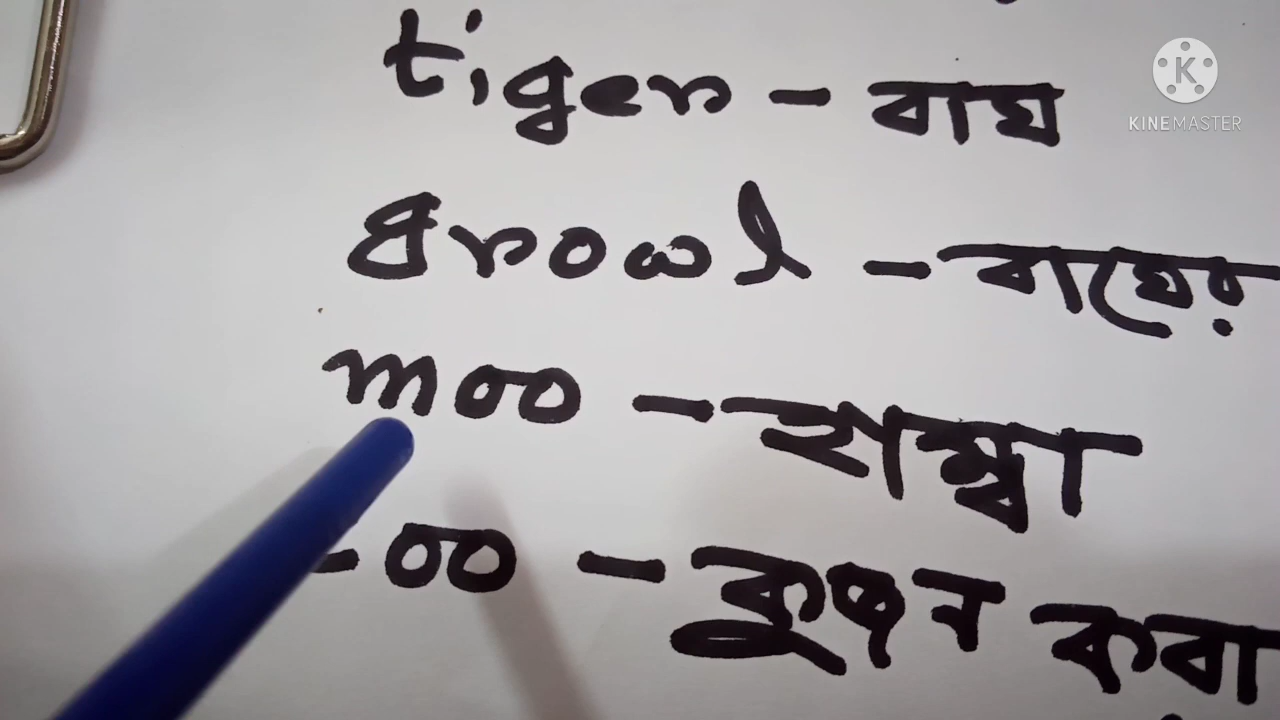 tiger - বাঘ
KINEMASTER
growl - বাঘের
moo - হাম্বা
coo - কুজন করা